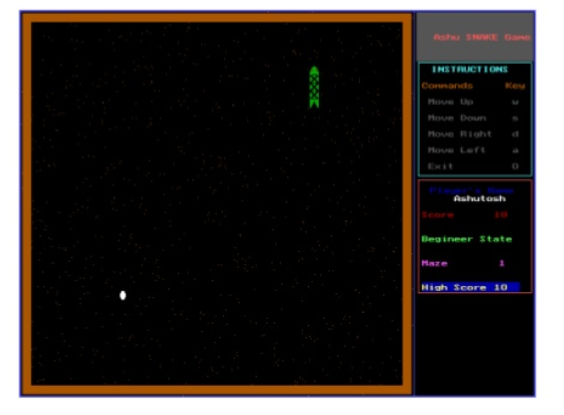 Ashu SNAKE Game
INSTRUCTIONS
Commands Key
Move Up w
Move Down s
Move Right d
Move Left a
Exit 0
Player's Name
Ashutosh
Score 10
Begineer State
Maze 1
High Score 10